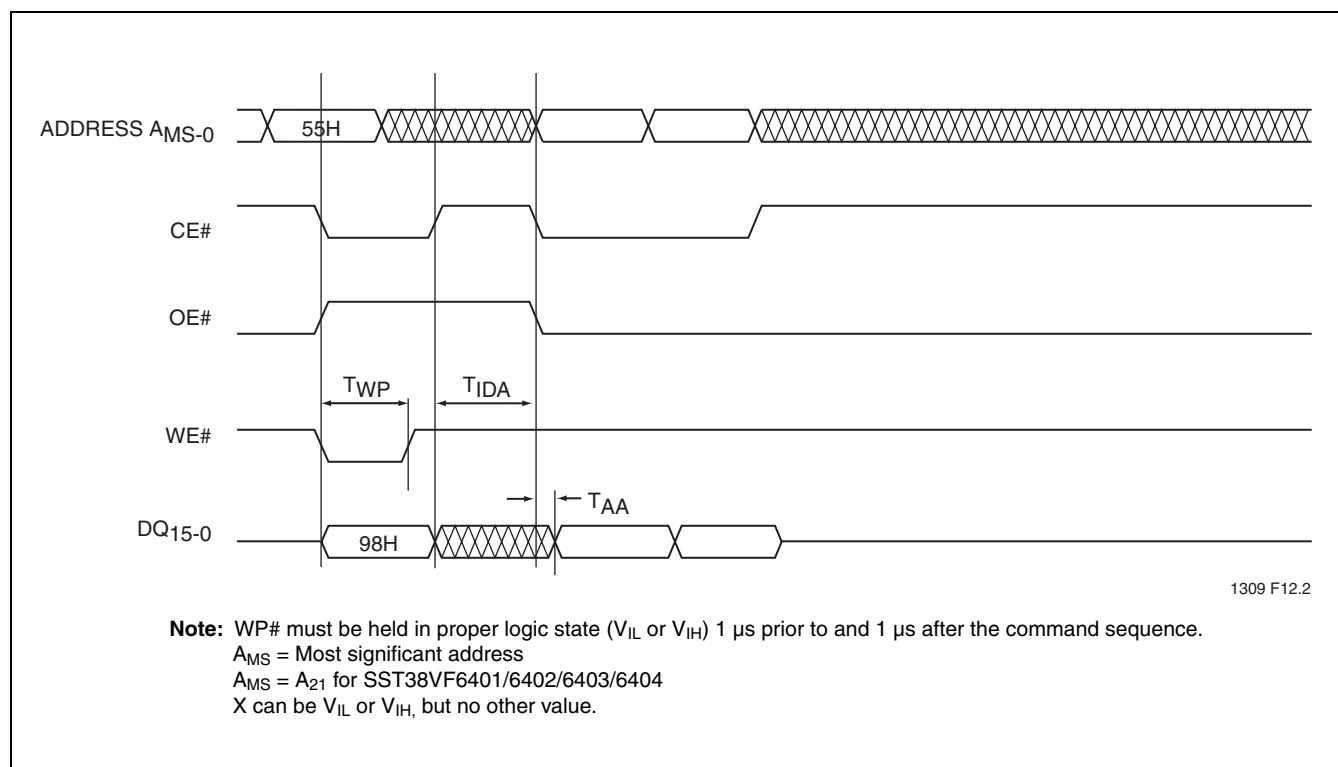 ADDRESS AMS-0
55H
CE#
OE#
TWP
TIDA
WE#
TAA
DQ15-0
98H
1309 F12.2
Note: WP# must be held in proper logic state (VIL or VIH) 1 µs prior to and 1 µs after the command sequence.
AMS = Most significant address
AMS = A21 for SST38VF6401/6402/6403/6404
X can be VIL or VIH, but no other value.